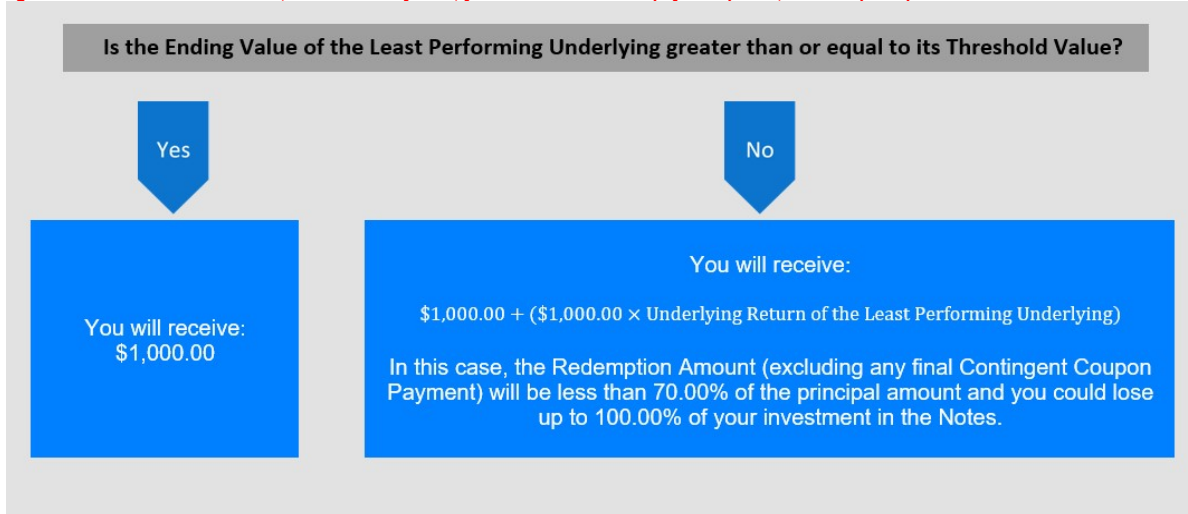 Is the Ending Value of the Least Performing Underlying greater than or equal to its Threshold Value?
Yes
No
You will receive:
$1,000.00
You will receive:
$1,000.00 + ($1,000.00 × Underlying Return of the Least Performing Underlying)
In this case, the Redemption Amount (excluding any final Contingent Coupon
Payment) will be less than 70.00% of the principal amount and you could lose
up to 100.00% of your investment in the Notes.